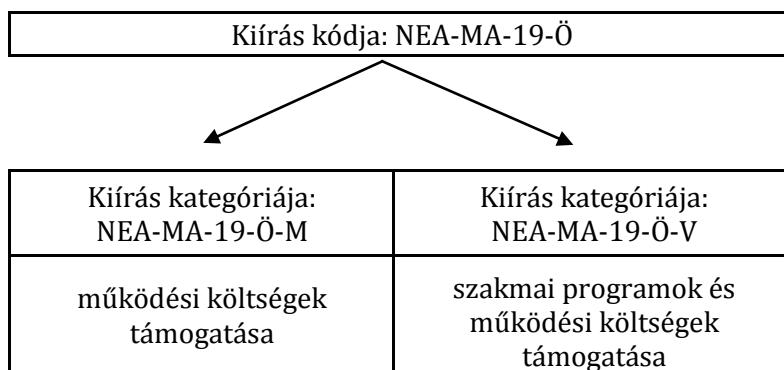 Kiírás kódja: NEA-MA-19-Ö
Kiírás kategóriája:
NEA-MA-19-Ö-M
Kiírás kategóriája:
NEA-MA-19-Ö-V
működési költségek
támogatása
szakmai programok és
működési költségek
támogatása